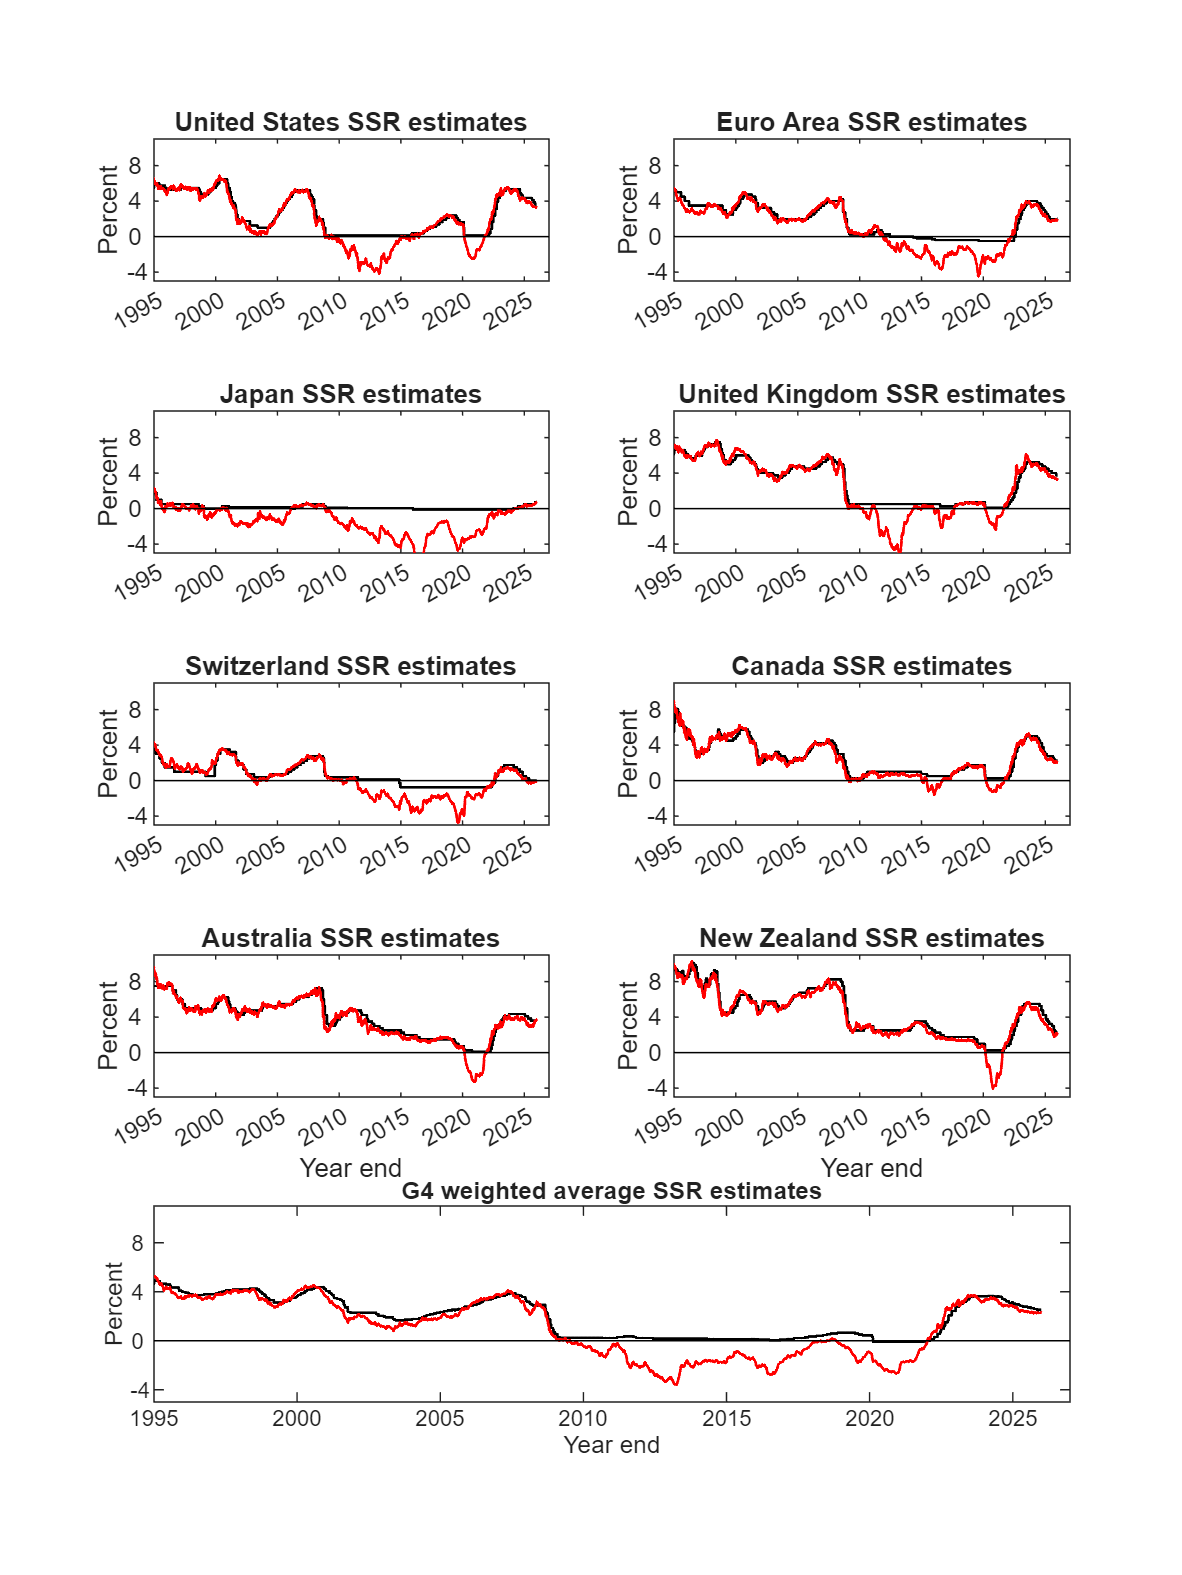 United States SSR estimates
Percent
8
4
0
-4
1995 2000 2005 2010 2015 2020 2025
Euro Area SSR estimates
Percent
8
4
0
-4
1995 2000 2005 2010 2015 2020 2025
Japan SSR estimates
Percent
8
4
0
-4
1995 2000 2005 2010 2015 2020 2025
United Kingdom SSR estimates
Percent
8
4
0
-4
1995 2000 2005 2010 2015 2020 2025
Switzerland SSR estimates
Percent
8
4
0
-4
1995 2000 2005 2010 2015 2020 2025
Canada SSR estimates
Percent
8
4
0
-4
1995 2000 2005 2010 2015 2020 2025
Australia SSR estimates
Percent
8
4
0
-4
1995 2000 2005 2010 2015 2020 2025
Year end
New Zealand SSR estimates
Percent
8
4
0
-4
1995 2000 2005 2010 2015 2020 2025
Year end
G4 weighted average SSR estimates
Percent
8
4
0
-4
1995 2000 2005 2010 2015 2020 2025
Year end